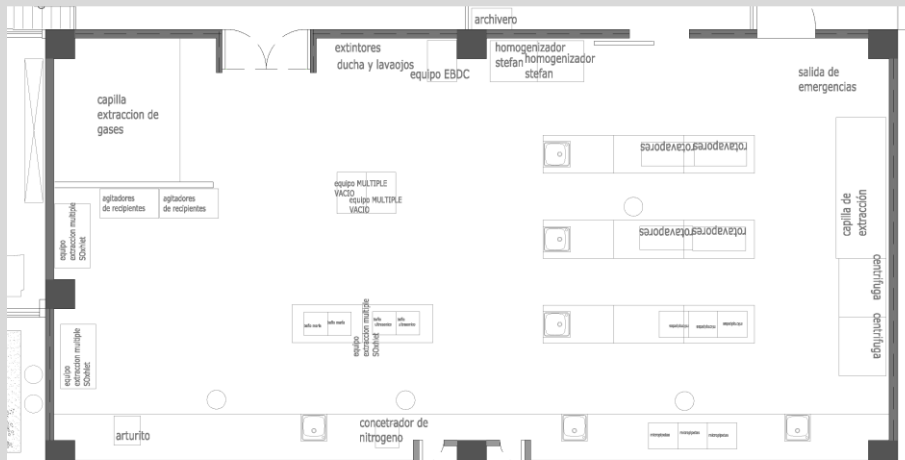 archivero
extintores
ducha y lavaojos
equipo EBDC
homogenizador
stefan
homogenizador
stefan
salida de
emergencias
capilla
extraccion de
gases
rotavapores
rotavapores
equipo MULTIPLE
VACIO
equipo MULTIPLE
VACIO
agitadores
de recipientes
agitadores
de recipientes
equipo
extraccion multiple
SOxhlet
capilla de
extracción
rotavapores
rotavapores
centrifuga
centrifuga
equipo
extraccion multiple
SOxhlet
equipo
extraccion multiple
SOxhlet
arturito
concetrador de
nitrogeno